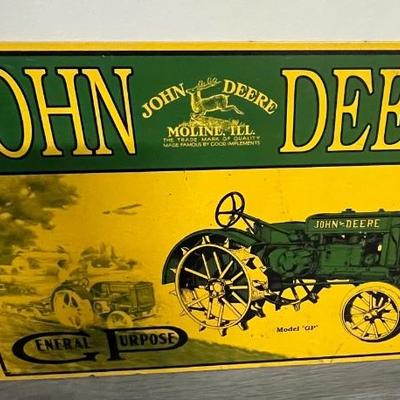 OHN DEE
JOHN DEERE
MOLINE, ILL.
THE TRADE MARK OF QUALITY
MADE FAMOUS BY GOOD IMPLEMENTS
JOHN DEERE
Model "GP"
GENERAL PURPOSE